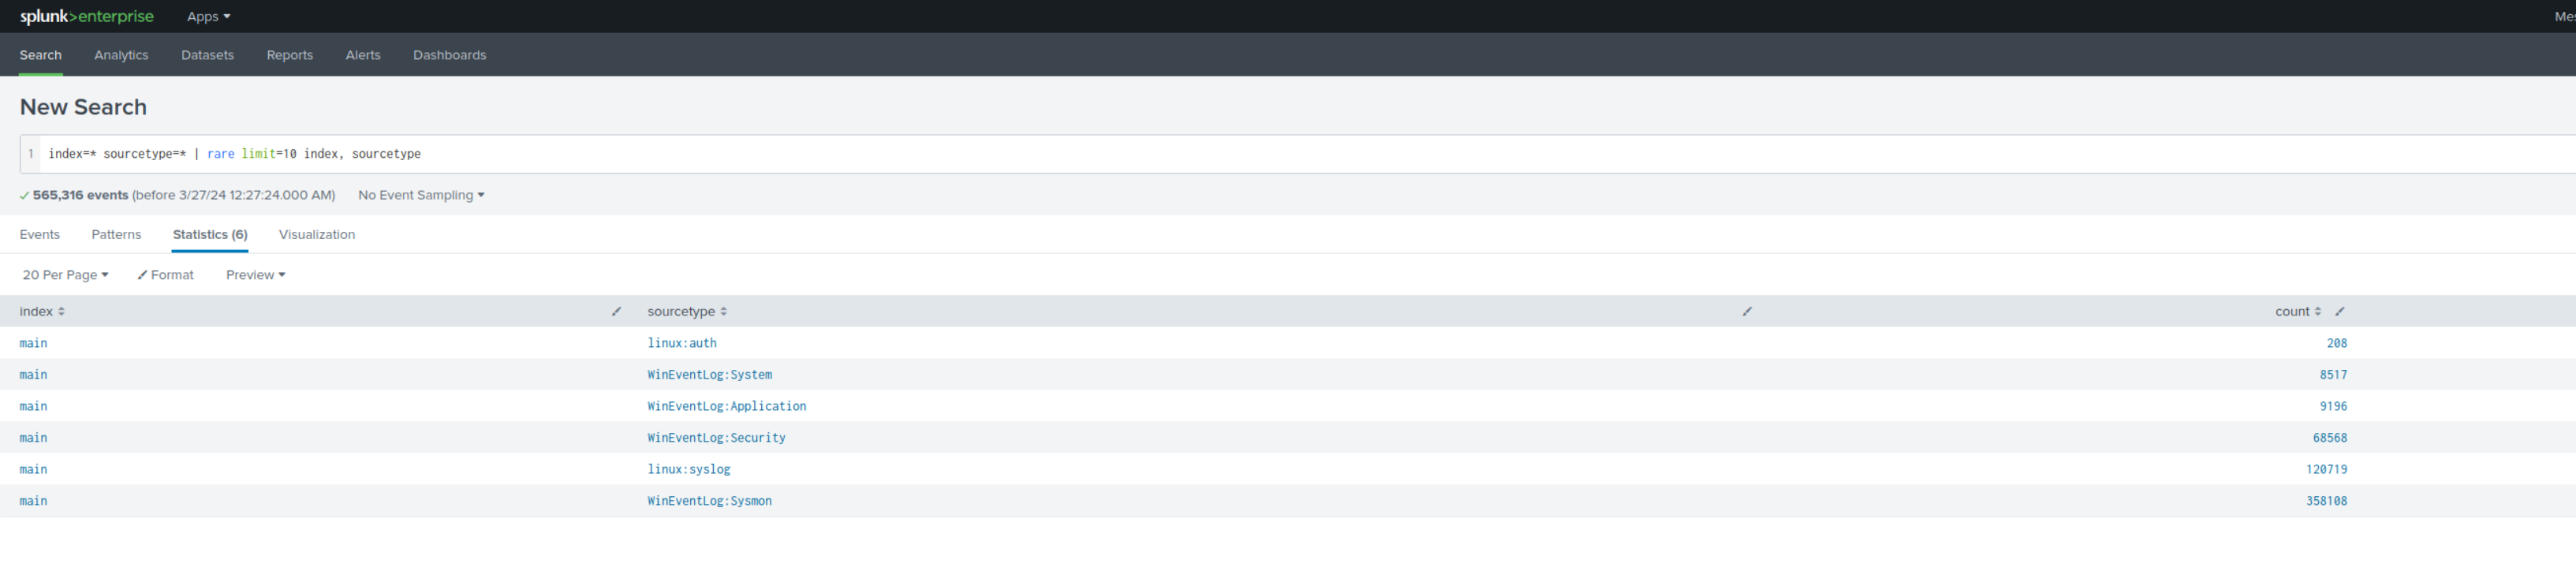 splunk>enterprise Apps Mes
Search Analytics Datasets Reports Alerts Dashboards
New Search
1 index=* sourcetype=* | rare limit=10 index, sourcetype
565,316 events (before 3/27/24 12:27:24.000 AM) No Event Sampling
Events Patterns Statistics (6) Visualization
20 Per Page Format Preview
index sourcetype count
main linux:auth 208
main WinEventLog:System 8517
main WinEventLog:Application 9196
main WinEventLog:Security 68568
main linux:syslog 120719
main WinEventLog:Sysmon 358108